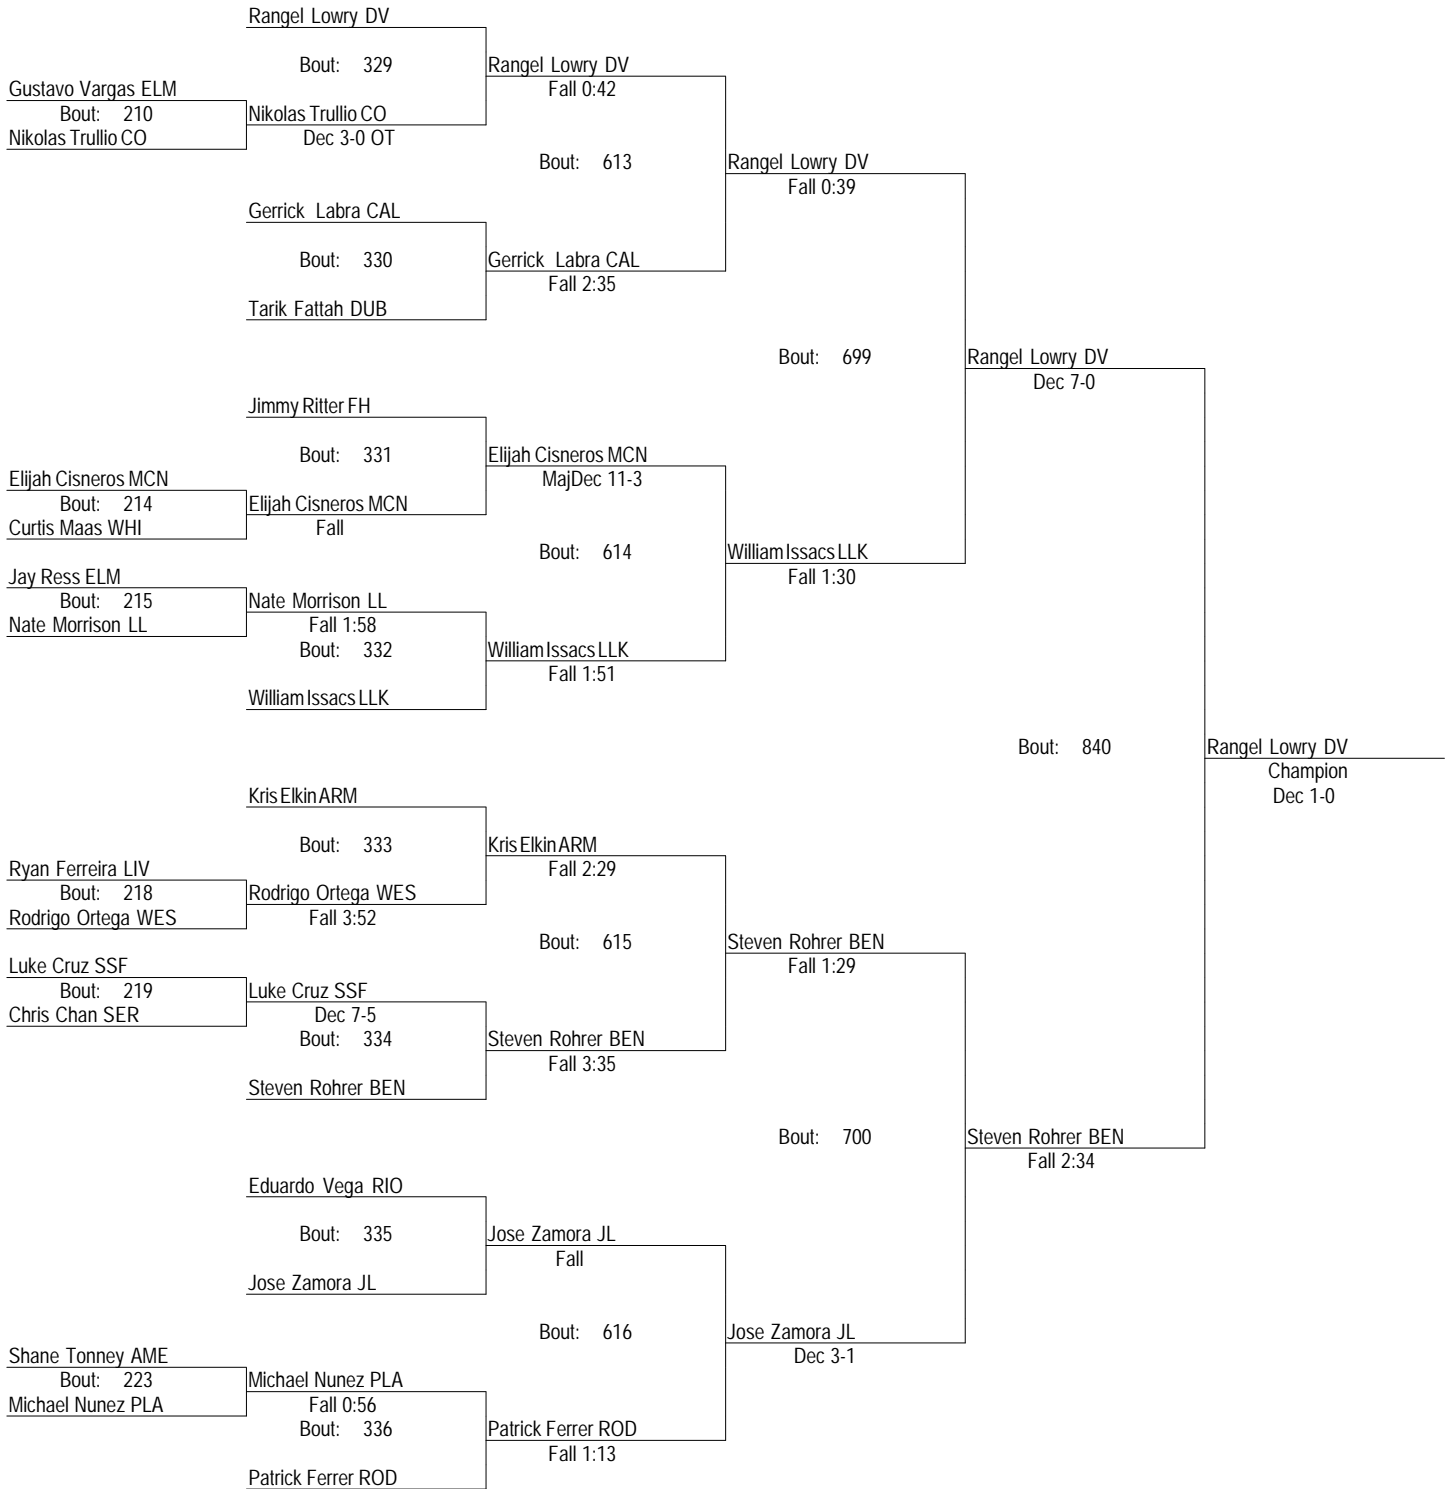 Rangel Lowry DV
Bout: 329
Rangel Lowry DV
Fall 0:42
Gustavo Vargas ELM
Bout: 210
Nikolas Trullio CO
Nikolas Trullio CO
Dec 3-0 OT
Bout: 613
Rangel Lowry DV
Fall 0:39
Gerrick Labra CAL
Bout: 330
Gerrick Labra CAL
Fall 2:35
Tarik Fattah DUB
Bout: 699
Rangel Lowry DV
Dec 7-0
Jimmy Ritter FH
Bout: 331
Elijah Cisneros MCN
MajDec 11-3
Elijah Cisneros MCN
Bout: 214
Curtis Maas WHI
Elijah Cisneros MCN
Fall
Bout: 614
William Issacs LLK
Fall 1:30
Jay Ress ELM
Bout: 215
Nate Morrison LL
Nate Morrison LL
Fall 1:58
Bout: 332
William Issacs LLK
Fall 1:51
William Issacs LLK
Bout: 840
Rangel Lowry DV
Champion
Dec 1-0
Kris Elkin ARM
Bout: 333
Kris Elkin ARM
Fall 2:29
Ryan Ferreira LIV
Bout: 218
Rodrigo Ortega WES
Rodrigo Ortega WES
Fall 3:52
Bout: 615
Steven Rohrer BEN
Fall 1:29
Luke Cruz SSF
Bout: 219
Chris Chan SER
Luke Cruz SSF
Dec 7-5
Bout: 334
Steven Rohrer BEN
Fall 3:35
Steven Rohrer BEN
Bout: 700
Steven Rohrer BEN
Fall 2:34
Eduardo Vega RIO
Bout: 335
Jose Zamora JL
Fall
Jose Zamora JL
Bout: 616
Jose Zamora JL
Dec 3-1
Shane Tonney AME
Bout: 223
Michael Nunez PLA
Michael Nunez PLA
Fall 0:56
Bout: 336
Patrick Ferrer ROD
Fall 1:13
Patrick Ferrer ROD